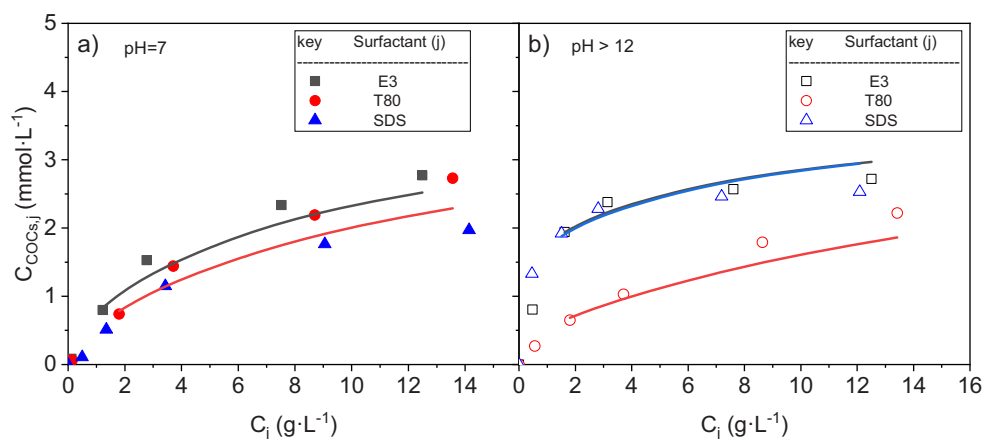 a)
pH=7
key Surfactant (j)
E3
T80
SDS
b)
pH > 12
key Surfactant (j)
E3
T80
SDS
5
4
3
2
1
0
C_COCs,j (mmol·L⁻¹)
0 2 4 6 8 10 12 14
0 2 4 6 8 10 12 14 16
C_j (g·L⁻¹)
C_j (g·L⁻¹)